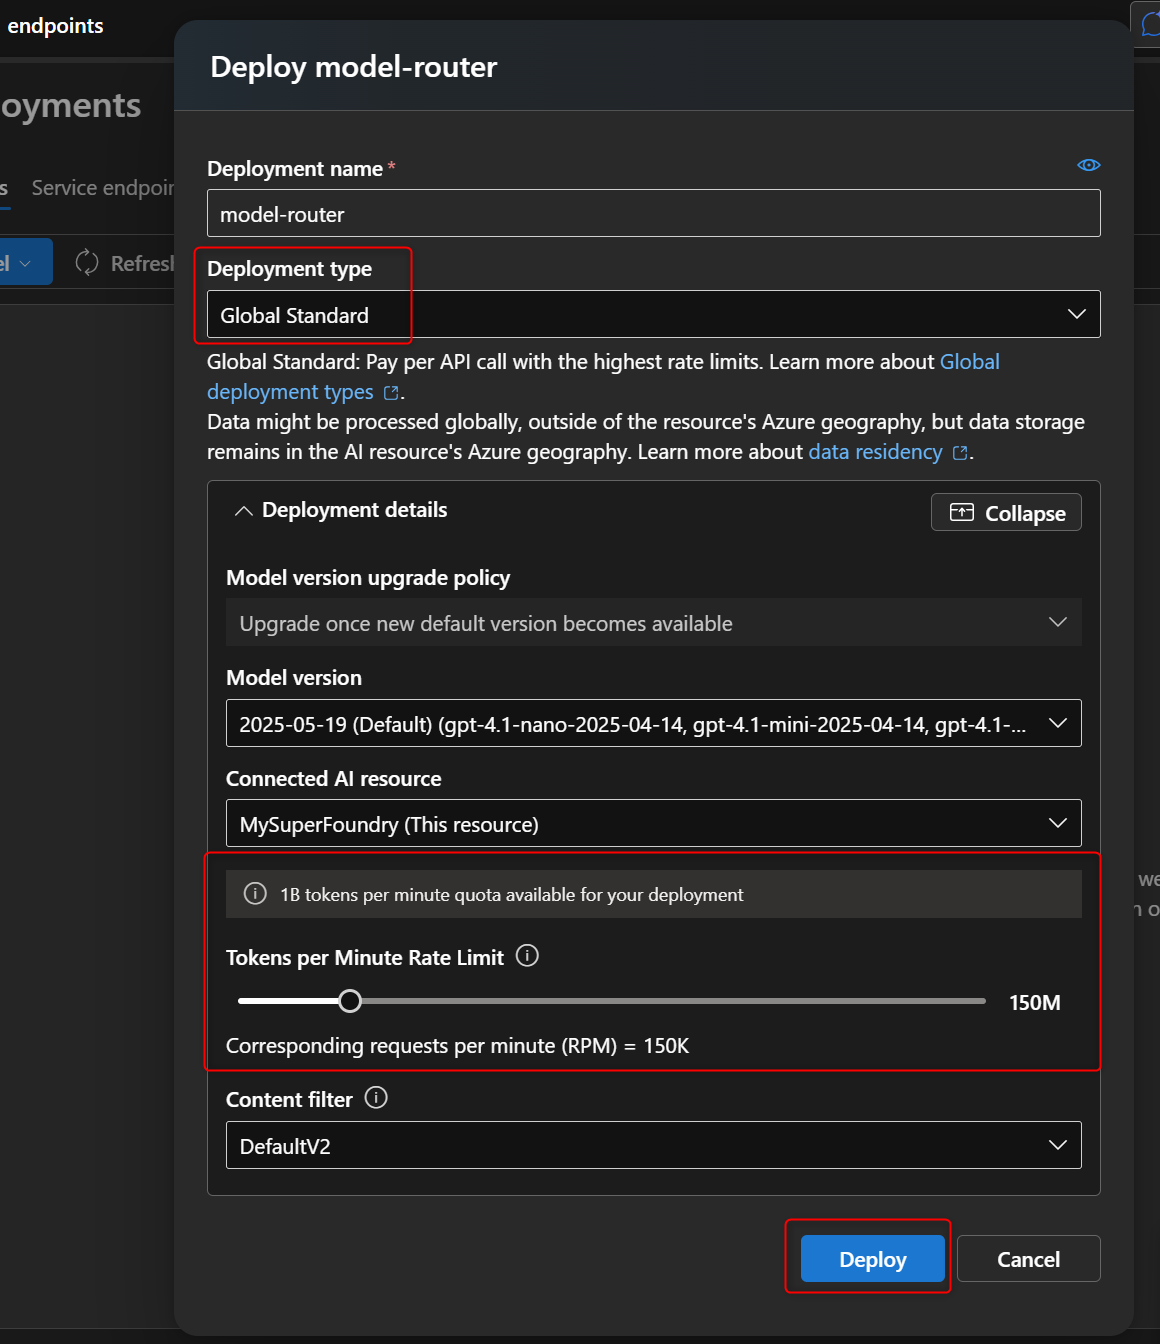 endpoints
Deploy model-router
oyments
Deployment name *
s Service endpoin
model-router
el
Refresh
Deployment type
Global Standard
Global Standard: Pay per API call with the highest rate limits. Learn more about Global
deployment types .
Data might be processed globally, outside of the resource's Azure geography, but data storage
remains in the AI resource's Azure geography. Learn more about data residency .
Deployment details
Collapse
Model version upgrade policy
Upgrade once new default version becomes available
Model version
2025-05-19 (Default) (gpt-4.1-nano-2025-04-14, gpt-4.1-mini-2025-04-14, gpt-4.1-...
Connected AI resource
MySuperFoundry (This resource)
1B tokens per minute quota available for your deployment
we
n o
Tokens per Minute Rate Limit
150M
Corresponding requests per minute (RPM) = 150K
Content filter
DefaultV2
Deploy
Cancel